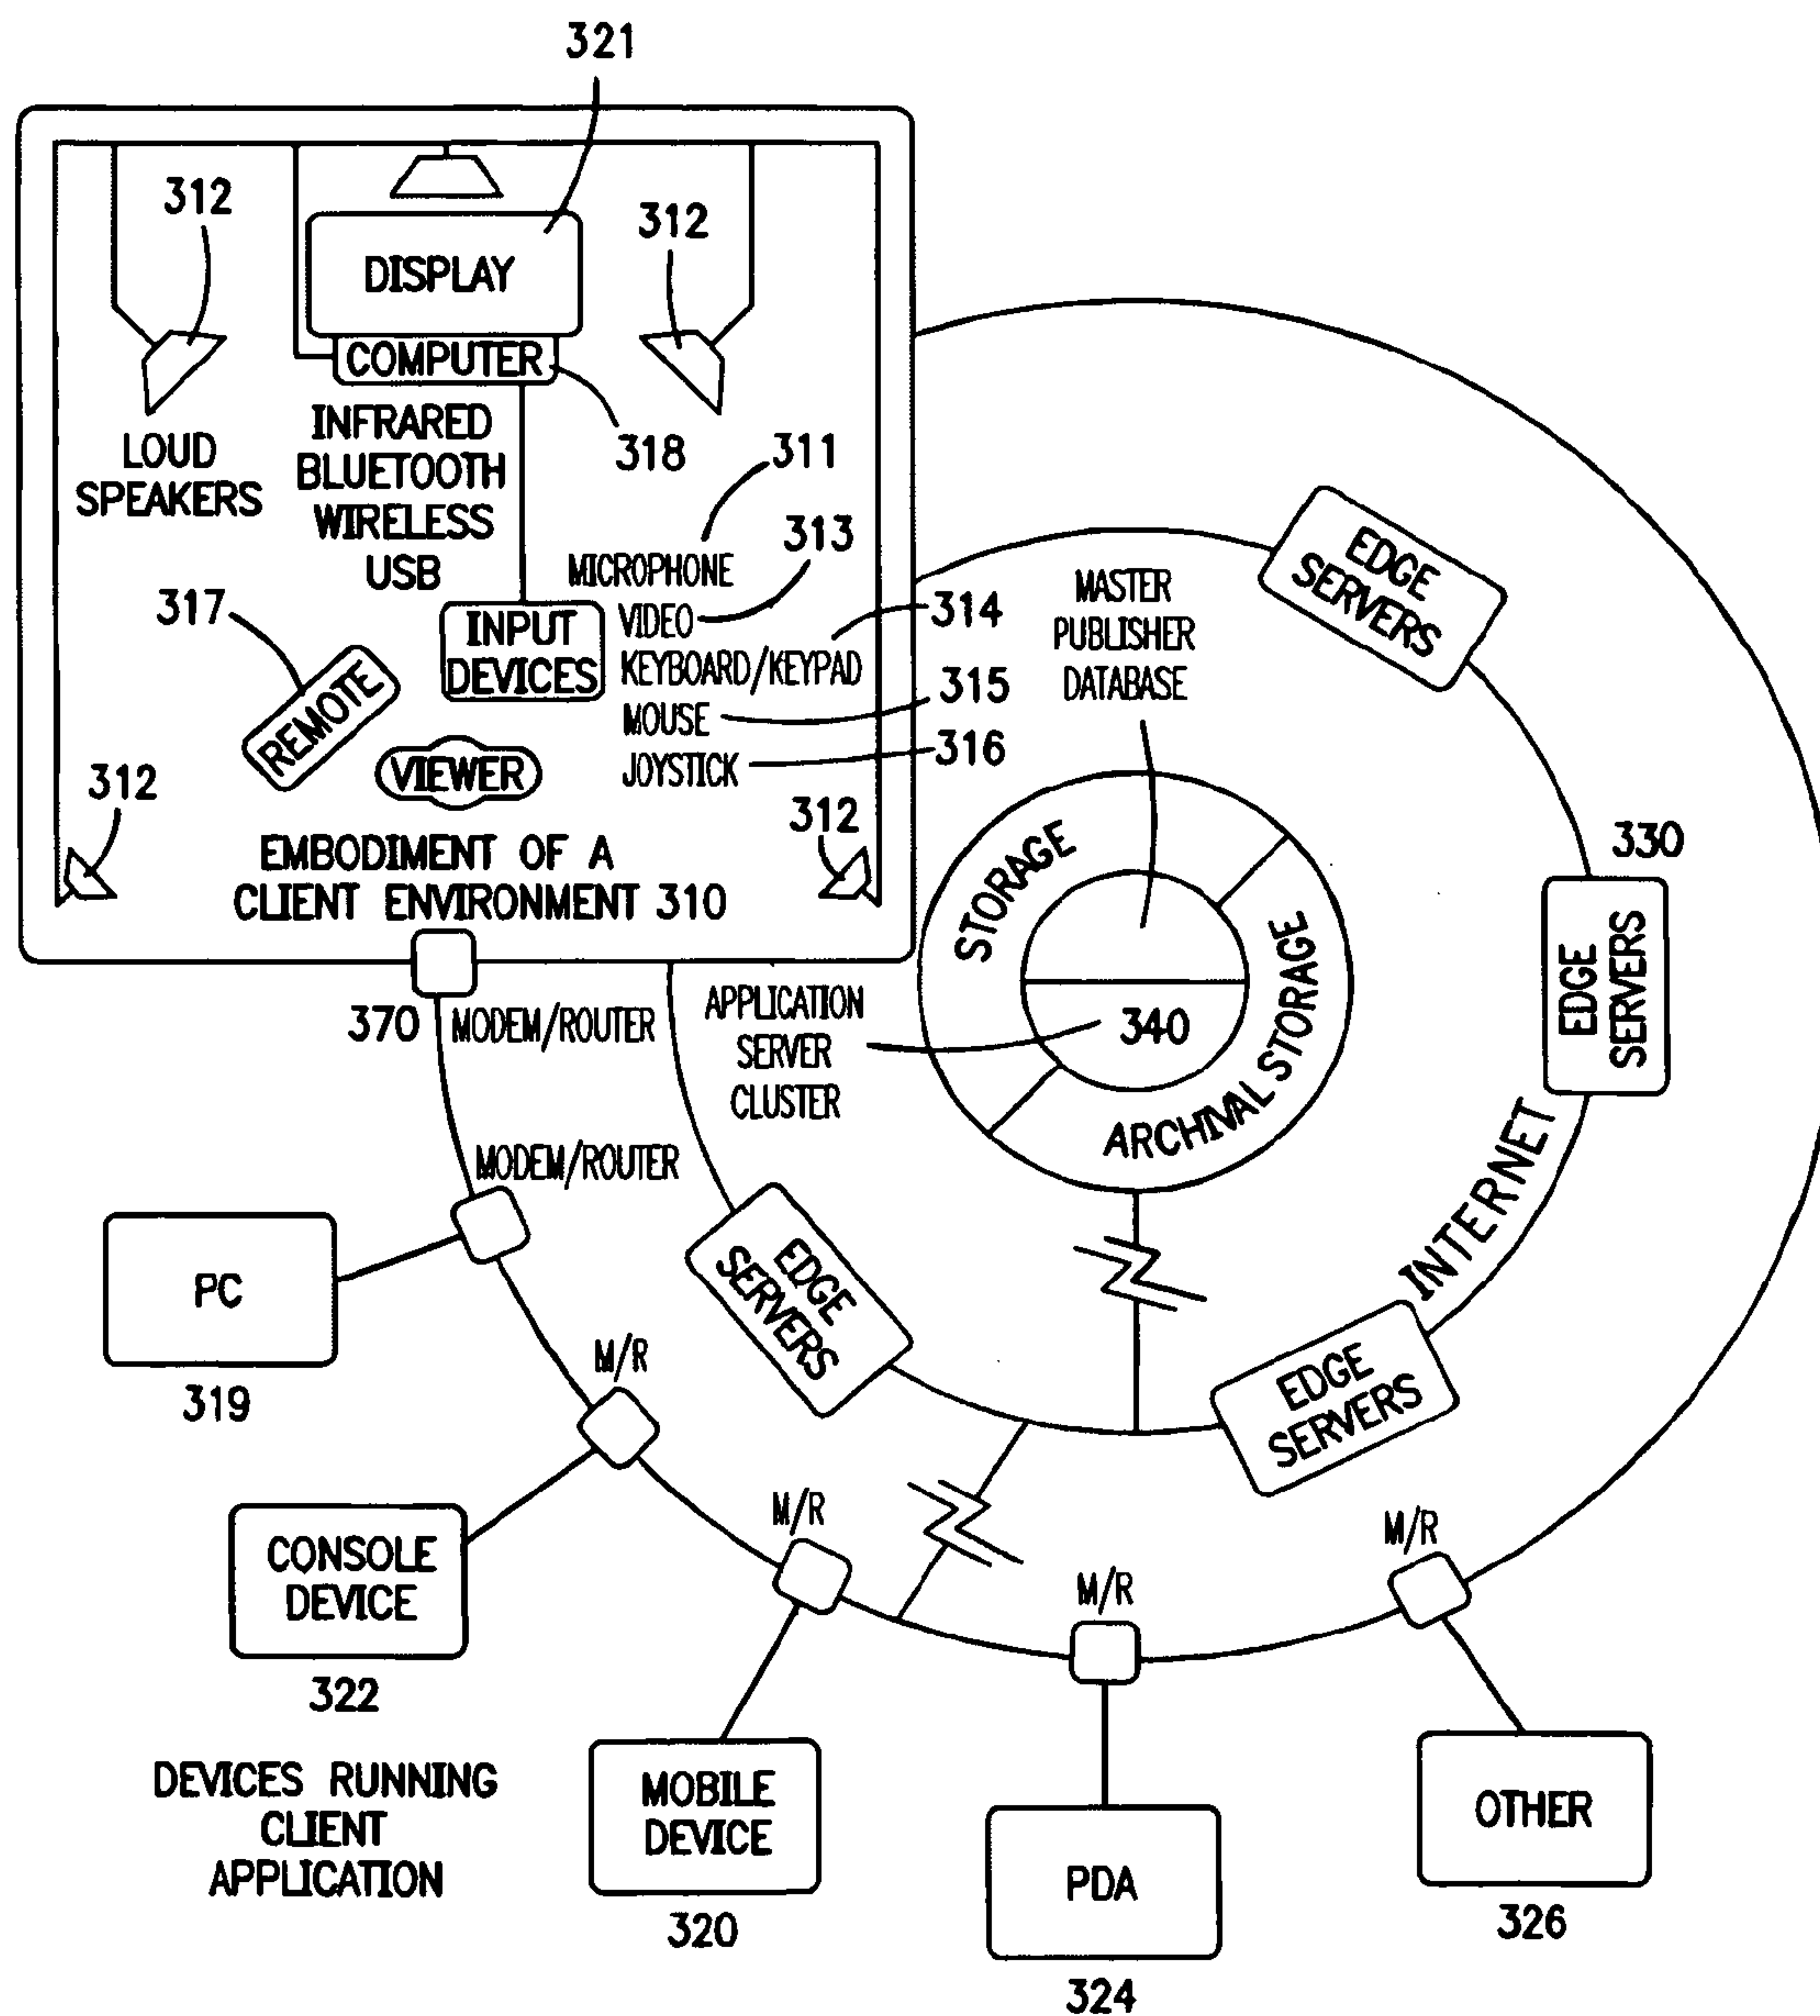 321
312
312
DISPLAY
COMPUTER
318
LOUD
SPEAKERS
INFRARED
BLUETOOTH
WIRELESS
USB
311
MICROPHONE
313
VIDEO
317
REMOTE
INPUT
DEVICES
314
KEYBOARD/KEYPAD
315
MOUSE
316
JOYSTICK
VIEWER
312
312
EMBODIMENT OF A
CLIENT ENVIRONMENT 310
MASTER
PUBLISHER
DATABASE
EDGE
SERVERS
330
EDGE
SERVERS
STORAGE
ARCHIVAL STORAGE
340
APPLICATION
SERVER
CLUSTER
370
MODEM/ROUTER
MODEM/ROUTER
INTERNET
EDGE
SERVERS
EDGE
SERVERS
PC
319
M/R
CONSOLE
DEVICE
322
M/R
MOBILE
DEVICE
320
M/R
PDA
324
M/R
OTHER
326
DEVICES RUNNING
CLIENT
APPLICATION